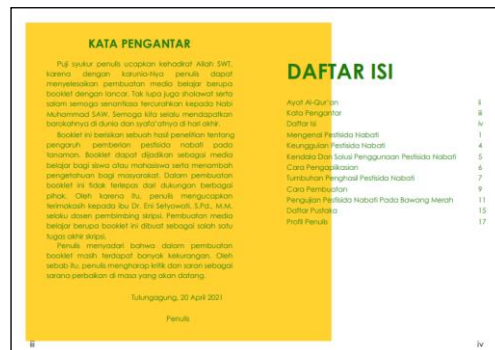 KATA PENGANTAR
Puji syukur penulis ucapkan kehadirat Allah SWT,
karena dengan karunia-Nya penulis dapat
menyelesaikan pembuatan media belajar berupa
booklet dengan lancar. Tak lupa juga sholawat serta
salam semoga senantiasa tercurahkan kepada Nabi
Muhammad SAW. Semoga kita selalu mendapatkan
barokahnya di dunia dan syafa'atnya di hari akhir.
Booklet ini berisikan sebuah hasil penelitian tentang
pengaruh pemberian pestisida nabati pada
tanaman. Booklet dapat dijadikan sebagai media
belajar bagi siswa atau mahasiswa serta menambah
pengetahuan bagi masyarakat. Dalam pembuatan
booklet ini tidak terlepas dari dukungan berbagai
pihak. Oleh karena itu, penulis mengucapkan
terimakasih kepada ibu Dr. Eni Setyowati, S.Pd., M.M.
selaku dosen pembimbing skripsi. Pembuatan media
belajar berupa booklet ini dibuat sebagai salah satu
tugas akhir skripsi.
Penulis menyadari bahwa dalam pembuatan
booklet masih terdapat banyak kekurangan. Oleh
sebab itu, penulis mengharap kritik dan saran sebagai
sarana perbaikan di masa yang akan datang.
Tulungagung, 20 April 2021
Penulis
iii
DAFTAR ISI
Ayat Al-Qur'an ii
Kata Pengantar iii
Daftar Isi iv
Mengenal Pestisida Nabati 1
Keunggulan Pestisida Nabati 4
Kendala Dan Solusi Penggunaan Pestisida Nabati 5
Cara Pengaplikasian 6
Tumbuhan Penghasil Pestisida Nabati 7
Cara Pembuatan 9
Pengujian Pestisida Nabati Pada Bawang Merah 11
Daftar Pustaka 15
Profil Penulis 17
iv